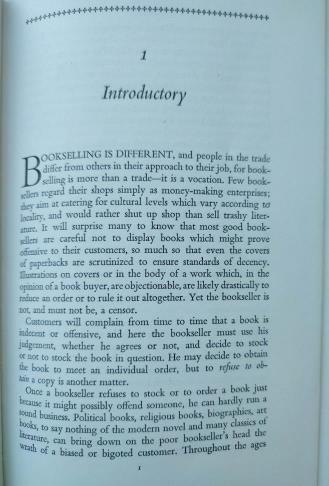 1
Introductory
BOOKSELLING IS DIFFERENT, and people in the trade
differ from others in their approach to their job, for book-
selling is more than a trade—it is a vocation. Few book-
sellers regard their shops simply as money-making enterprises;
they aim at catering for cultural levels which vary according to
locality, and would rather shut up shop than sell trashy liter-
ature. It will surprise many to know that most good book-
sellers are careful not to display books which might prove
offensive to their customers, so much so that even the covers
of paperbacks are scrutinized to ensure standards of decency.
Illustrations on covers or in the body of a work which, in the
opinion of a book buyer, are objectionable, are likely drastically to
reduce an order or to rule it out altogether. Yet the bookseller is
not, and must not be, a censor.
Customers will complain from time to time that a book is
indecent or offensive, and here the bookseller must use his
judgement, whether he agrees or not, and decide to stock
or not to stock the book in question. He may decide to obtain
the book to meet an individual order, but to refuse to ob-
tain a copy is another matter.
Once a bookseller refuses to stock or to order a book just
because it might possibly offend someone, he can hardly run a
sound business. Political books, religious books, biographies, art
books, to say nothing of the modern novel and many classics of
literature, can bring down on the poor bookseller's head the
wrath of a biased or bigoted customer. Throughout the ages
1